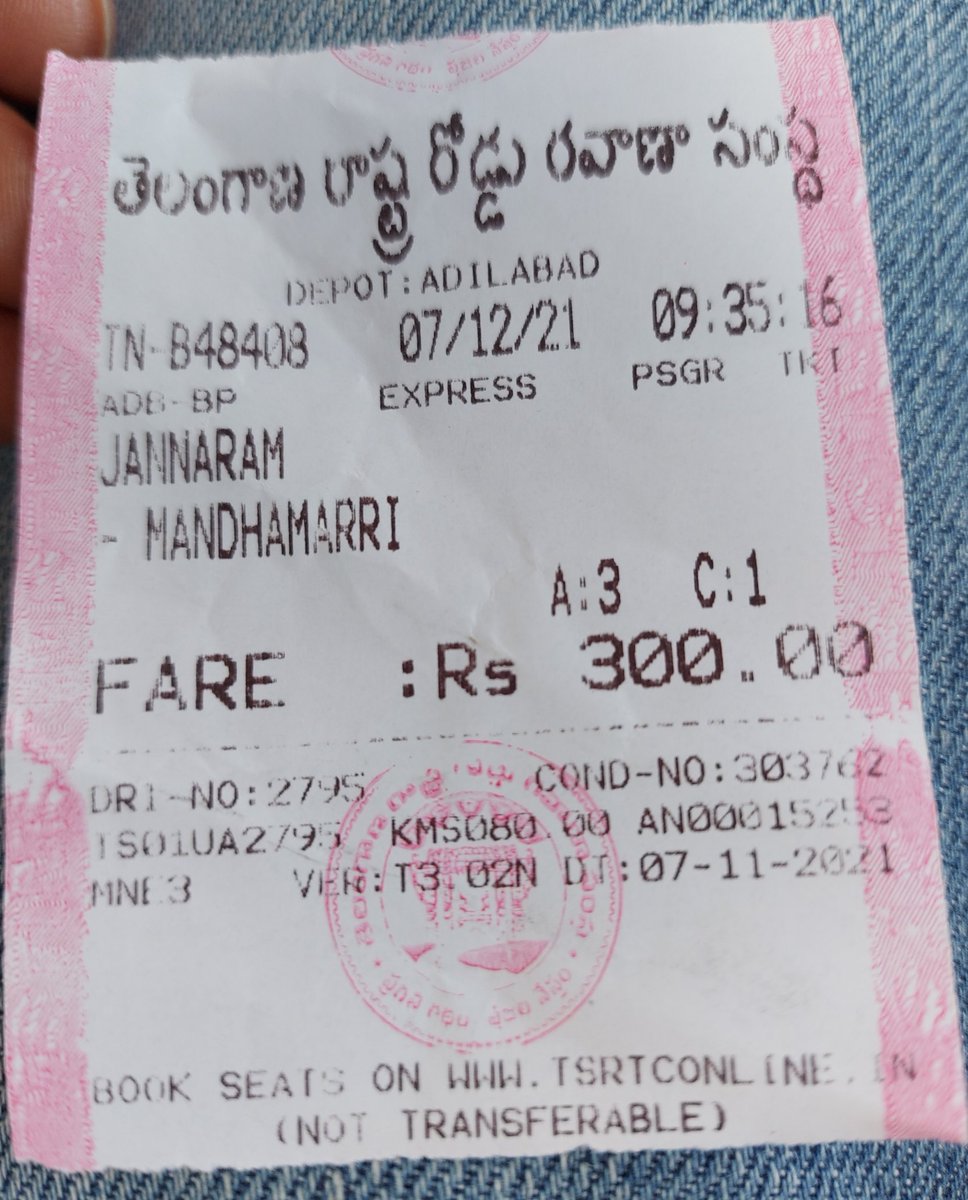 తెలంగాణ రాష్ట్ర రోడ్డు రవాణా సంస్థ
DEPOT:ADILABAD
TN-B48408 07/12/21 09:35:16
ADB-BP EXPRESS PSGR TKT
JANNARAM
- MANDHAMARRI
A:3 C:1
FARE :Rs 300.00
DRI-NO:2795 COND-NO:303762
TS01UA2795 KMS080.00 AN00015253
MNE3 VER:T3.02N DT:07-11-2021
BOOK SEATS ON WWW.TSRTCONLINE.IN
(NOT TRANSFERABLE)